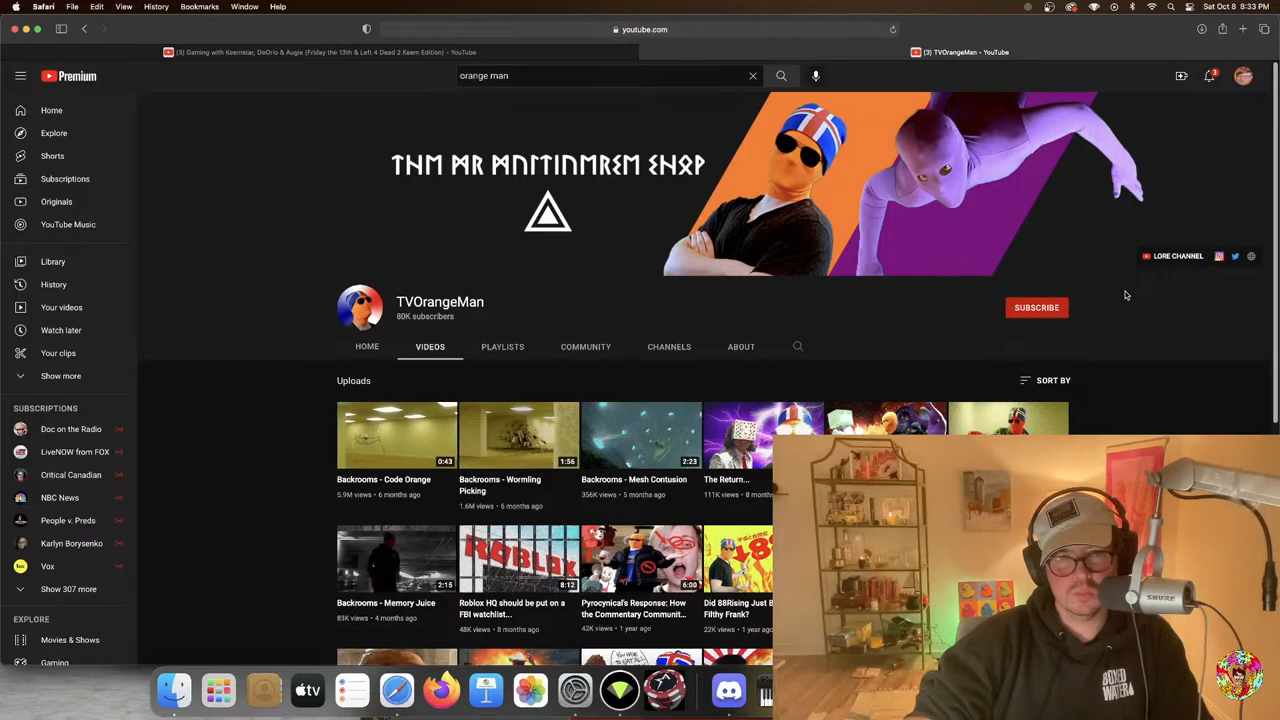 Safari File Edit View History Bookmarks Window Help
Sat Oct 8 8:33 PM
youtube.com
(3) Gaming with Keemstar, DeOrio & Augie (Friday the 13th & Left 4 Dead 2 Keem Edition) – YouTube
(3) TVOrangeMan - YouTube
Premium
orange man
3
Home
Explore
Shorts
Subscriptions
Originals
YouTube Music
Library
History
Your videos
Watch later
Your clips
Show more
SUBSCRIPTIONS
Doc on the Radio
LiveNOW from FOX
Critical Canadian
NBC News
People v. Preds
Karlyn Borysenko
Vox
Show 307 more
EXPLORE
Movies & Shows
Gaming
LORE CHANNEL
TVOrangeMan
80K subscribers
SUBSCRIBE
HOME VIDEOS PLAYLISTS COMMUNITY CHANNELS ABOUT
Uploads
SORT BY
0:43
Backrooms - Code Orange
5.9M views • 6 months ago
1:56
Backrooms - Wormling
Picking
1.6M views • 6 months ago
2:23
Backrooms - Mesh Contusion
356K views • 5 months ago
The Return...
111K views • 8 month
2:15
Backrooms - Memory Juice
83K views • 4 months ago
ROBLOX
8:12
Roblox HQ should be put on a
FBI watchlist...
48K views • 8 months ago
6:00
Pyrocynical's Response: How
the Commentary Communit...
42K views • 1 year ago
Did 88Rising Just B
Filthy Frank?
22K views • 1 year ago
tv
SHURE
BOXED
WATER